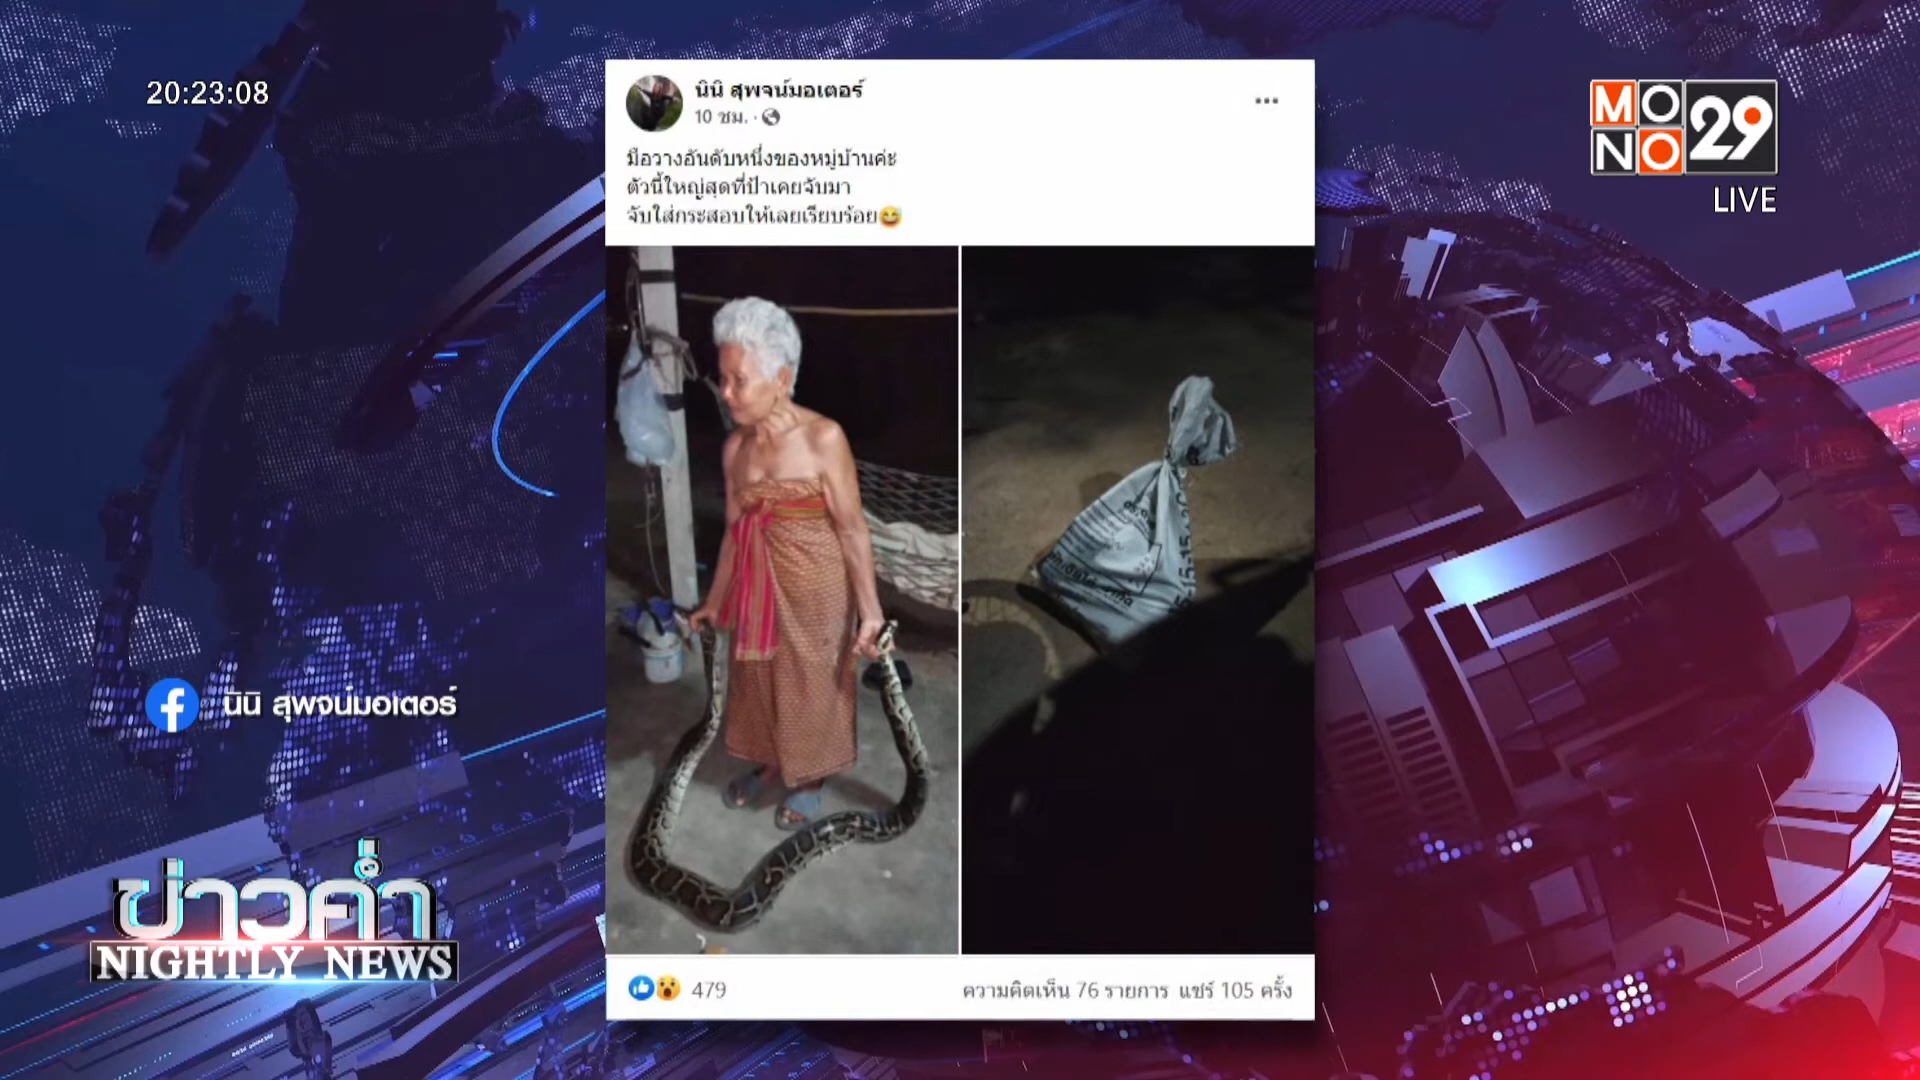 20:23:08
MONO 29
LIVE
นินิ สุพจน์มอเตอร์
10 ชม. ·
มือวางอันดับหนึ่งของหมู่บ้านค่ะ
ตัวนี้ใหญ่สุดที่ป้าเคยจับมา
จับใส่กระสอบให้เลยเรียบร้อย😅
15-15-20
นินิ สุพจน์มอเตอร์
ข่าวค่ำ
NIGHTLY NEWS
479
ความคิดเห็น 76 รายการ แชร์ 105 ครั้ง